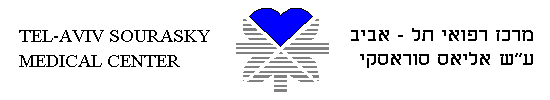 TEL-AVIV SOURASKY
MEDICAL CENTER
מרכז רפואי תל - אביב
ע"ש אליאס סוראסקי